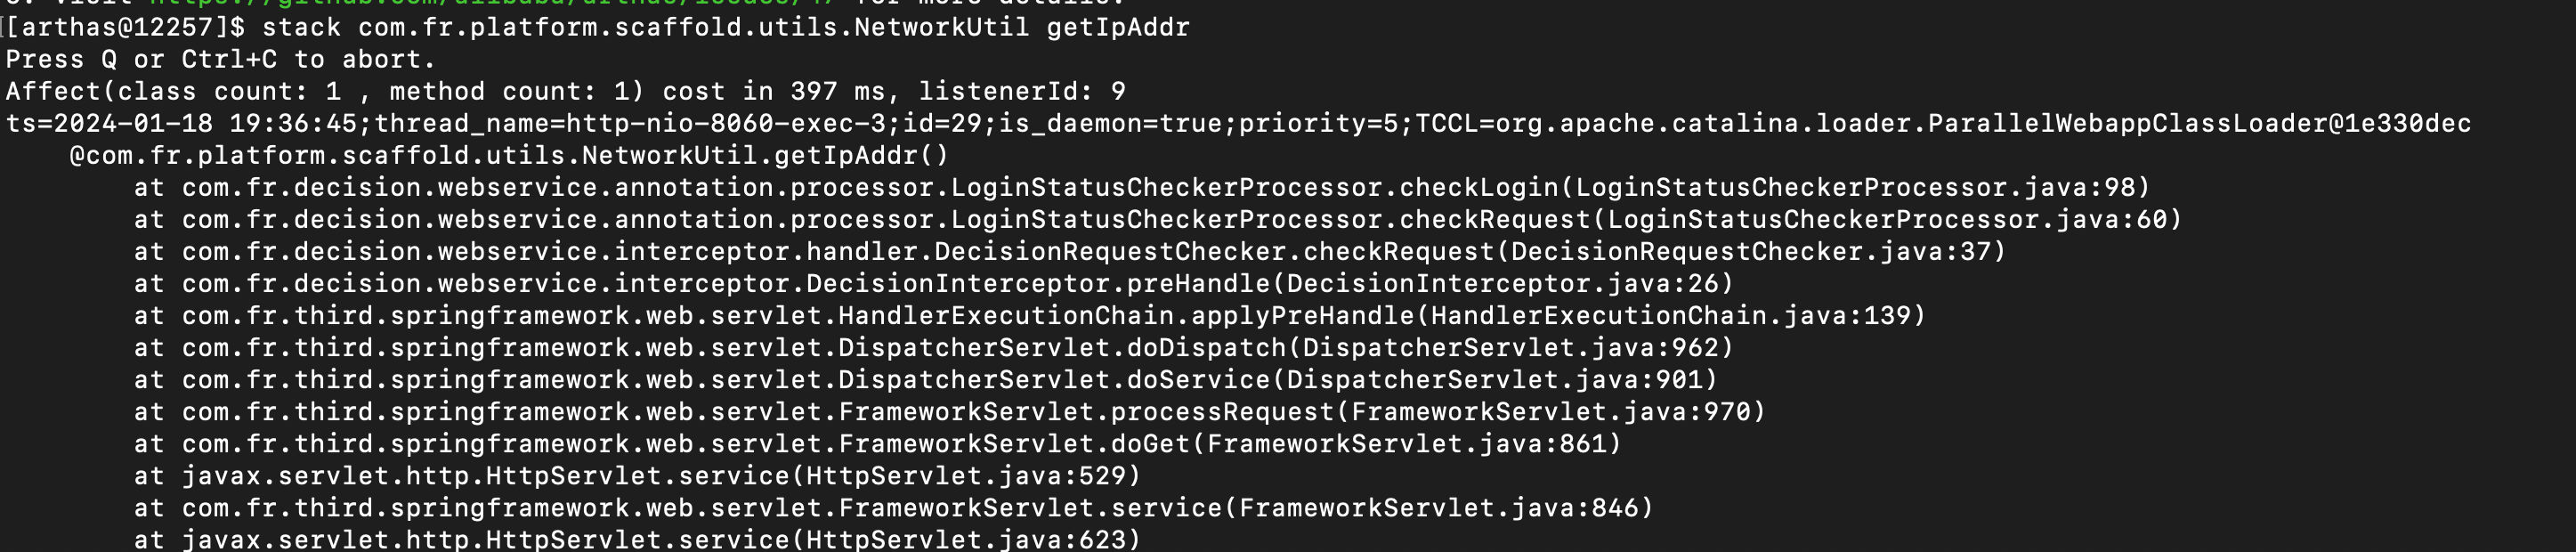 [arthas@12257]$ stack com.fr.platform.scaffold.utils.NetworkUtil getIpAddr
Press Q or Ctrl+C to abort.
Affect(class count: 1 , method count: 1) cost in 397 ms, listenerId: 9
ts=2024-01-18 19:36:45;thread_name=http-nio-8060-exec-3;id=29;is_daemon=true;priority=5;TCCL=org.apache.catalina.loader.ParallelWebappClassLoader@1e330dec
@com.fr.platform.scaffold.utils.NetworkUtil.getIpAddr()
at com.fr.decision.webservice.annotation.processor.LoginStatusCheckerProcessor.checkLogin(LoginStatusCheckerProcessor.java:98)
at com.fr.decision.webservice.annotation.processor.LoginStatusCheckerProcessor.checkRequest(LoginStatusCheckerProcessor.java:60)
at com.fr.decision.webservice.interceptor.handler.DecisionRequestChecker.checkRequest(DecisionRequestChecker.java:37)
at com.fr.decision.webservice.interceptor.DecisionInterceptor.preHandle(DecisionInterceptor.java:26)
at com.fr.third.springframework.web.servlet.HandlerExecutionChain.applyPreHandle(HandlerExecutionChain.java:139)
at com.fr.third.springframework.web.servlet.DispatcherServlet.doDispatch(DispatcherServlet.java:962)
at com.fr.third.springframework.web.servlet.DispatcherServlet.doService(DispatcherServlet.java:901)
at com.fr.third.springframework.web.servlet.FrameworkServlet.processRequest(FrameworkServlet.java:970)
at com.fr.third.springframework.web.servlet.FrameworkServlet.doGet(FrameworkServlet.java:861)
at javax.servlet.http.HttpServlet.service(HttpServlet.java:529)
at com.fr.third.springframework.web.servlet.FrameworkServlet.service(FrameworkServlet.java:846)
at javax.servlet.http.HttpServlet.service(HttpServlet.java:623)